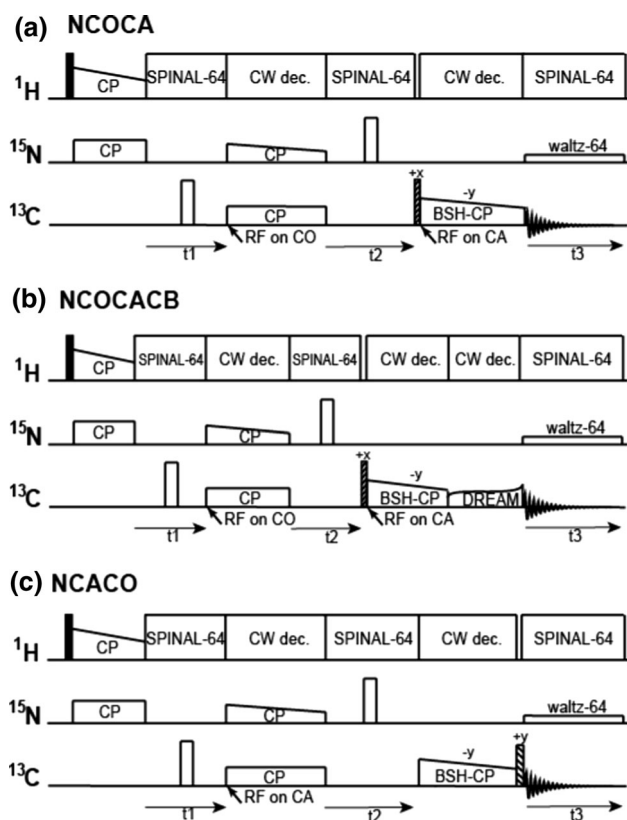 (a) NCOCA
¹H CP SPINAL-64 CW dec. SPINAL-64 CW dec. SPINAL-64
¹⁵N CP CP waltz-64
¹³C CP +x -y BSH-CP
RF on CO RF on CA
t1 t2 t3
(b) NCOCACB
¹H CP SPINAL-64 CW dec. SPINAL-64 CW dec. CW dec. SPINAL-64
¹⁵N CP CP waltz-64
¹³C CP +x -y BSH-CP DREAM
RF on CO RF on CA
t1 t2 t3
(c) NCACO
¹H CP SPINAL-64 CW dec. SPINAL-64 CW dec. SPINAL-64
¹⁵N CP CP waltz-64
¹³C CP -y BSH-CP +y
RF on CA
t1 t2 t3